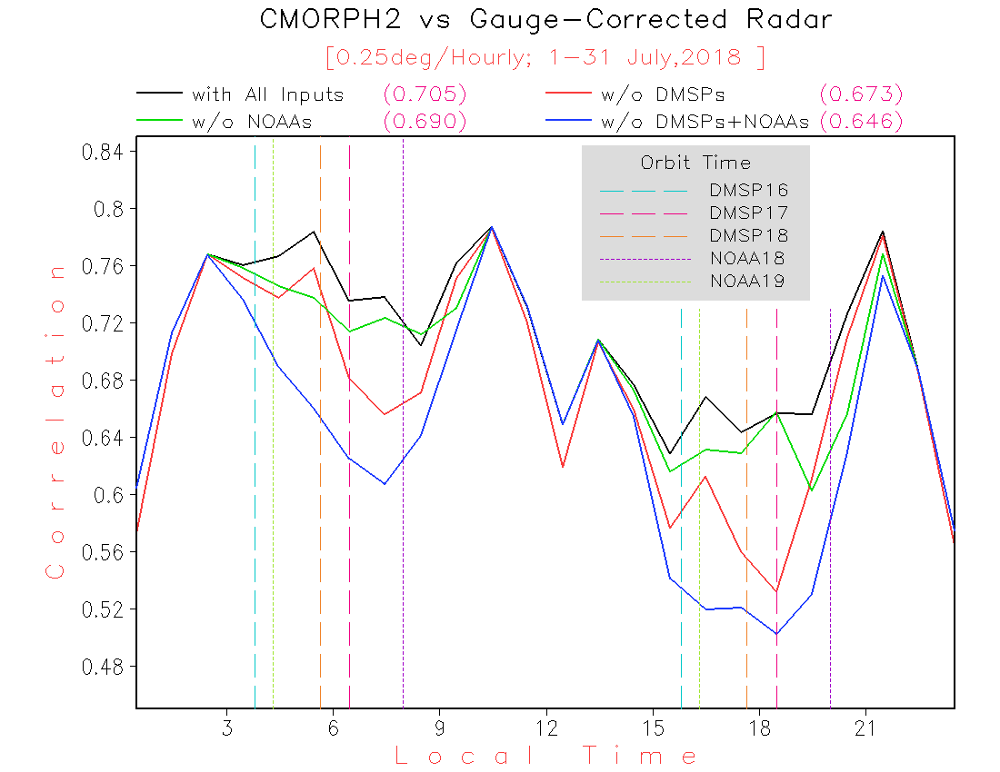 CMORPH2 vs Gauge-Corrected Radar
[0.25deg/Hourly; 1-31 July,2018 ]
with All Inputs (0.705) w/o DMSPs (0.673)
w/o NOAAs (0.690) w/o DMSPs+NOAAs (0.646)
Orbit Time
DMSP16
DMSP17
DMSP18
NOAA18
NOAA19
0.84
0.8
0.76
0.72
0.68
0.64
0.6
0.56
0.52
0.48
Correlation
3 6 9 12 15 18 21
Local Time